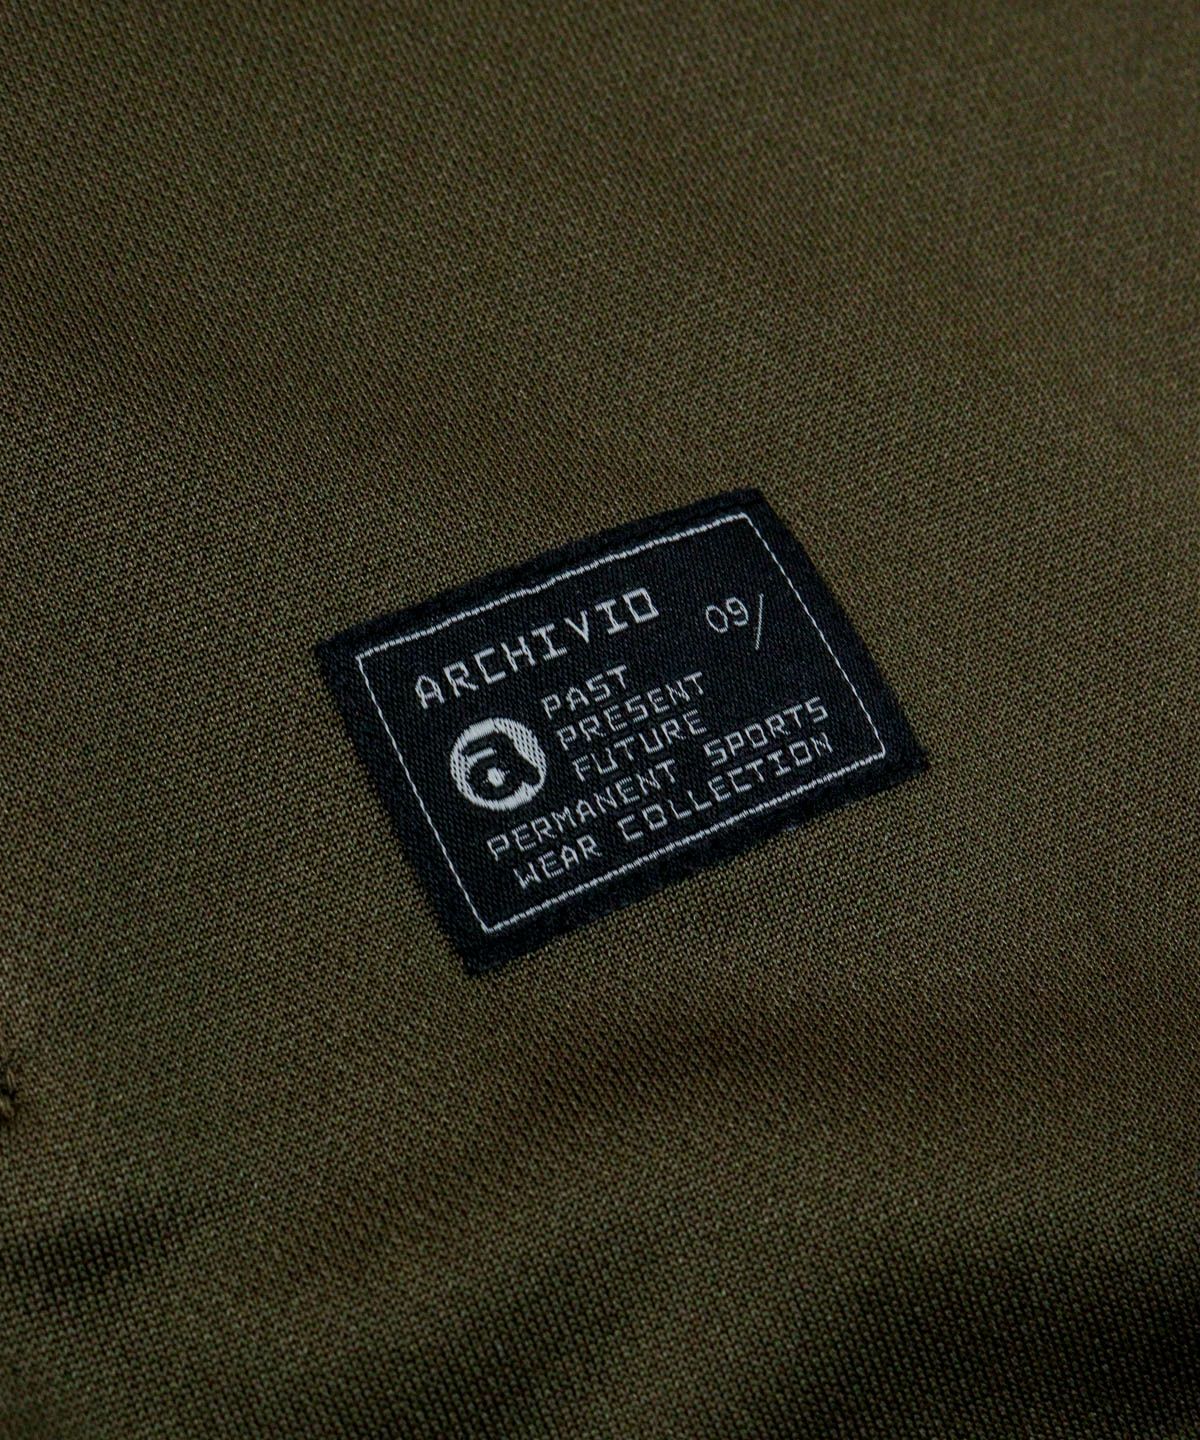 ARCHIVIO 09/
a PAST
PRESENT
FUTURE
PERMANENT SPORTS
WEAR COLLECTION